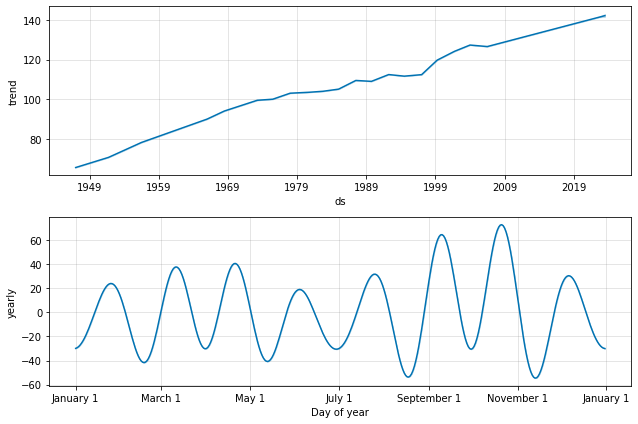 140
120
100
80
trend
1949 1959 1969 1979 1989 1999 2009 2019
ds
60
40
20
0
−20
−40
−60
yearly
January 1 March 1 May 1 July 1 September 1 November 1 January 1
Day of year